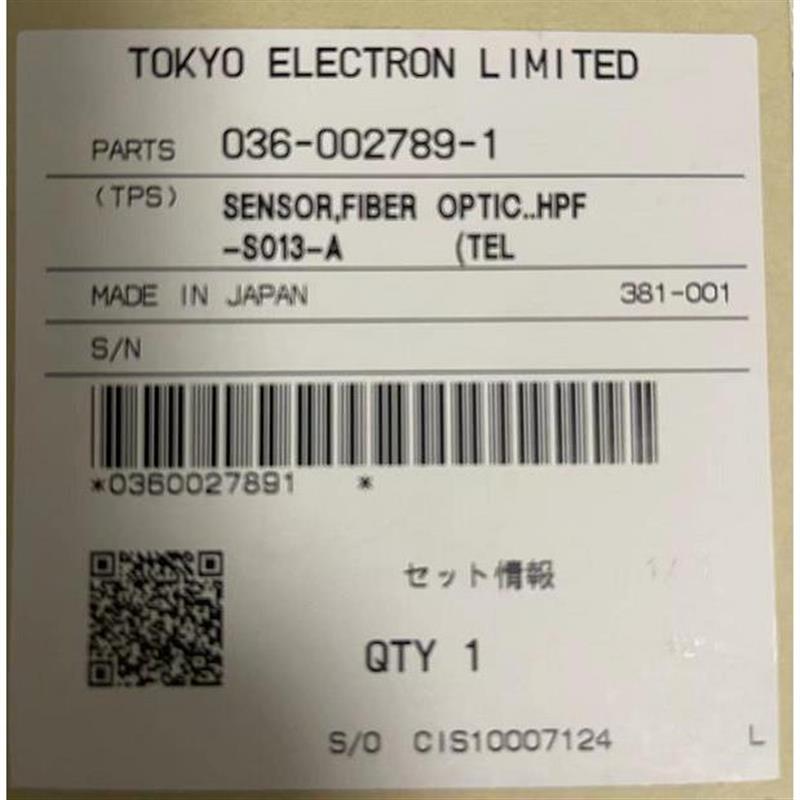 TOKYO ELECTRON LIMITED
PARTS 036-002789-1
(TPS) SENSOR,FIBER OPTIC..HPF
-S013-A (TEL
MADE IN JAPAN 381-001
S/N
*0360027891 *
セット情報
QTY 1
S/O CIS10007124 L